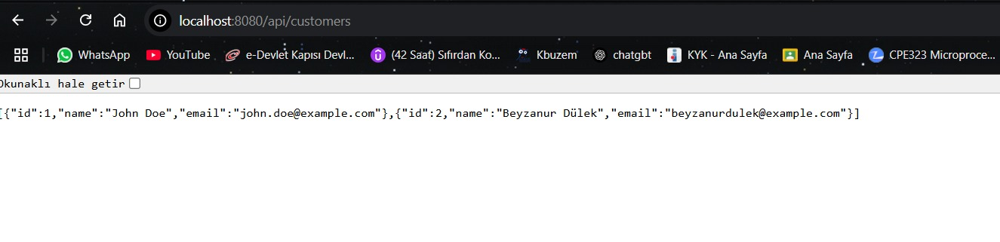 localhost:8080/api/customers
WhatsApp YouTube e-Devlet Kapısı Devl... (42 Saat) Sıfırdan Ko... Kbuzem chatgbt KYK - Ana Sayfa Ana Sayfa CPE323 Microproce...
Okunaklı hale getir
[{"id":1,"name":"John Doe","email":"john.doe@example.com"},{"id":2,"name":"Beyzanur Dülek","email":"beyzanurdulek@example.com"}]